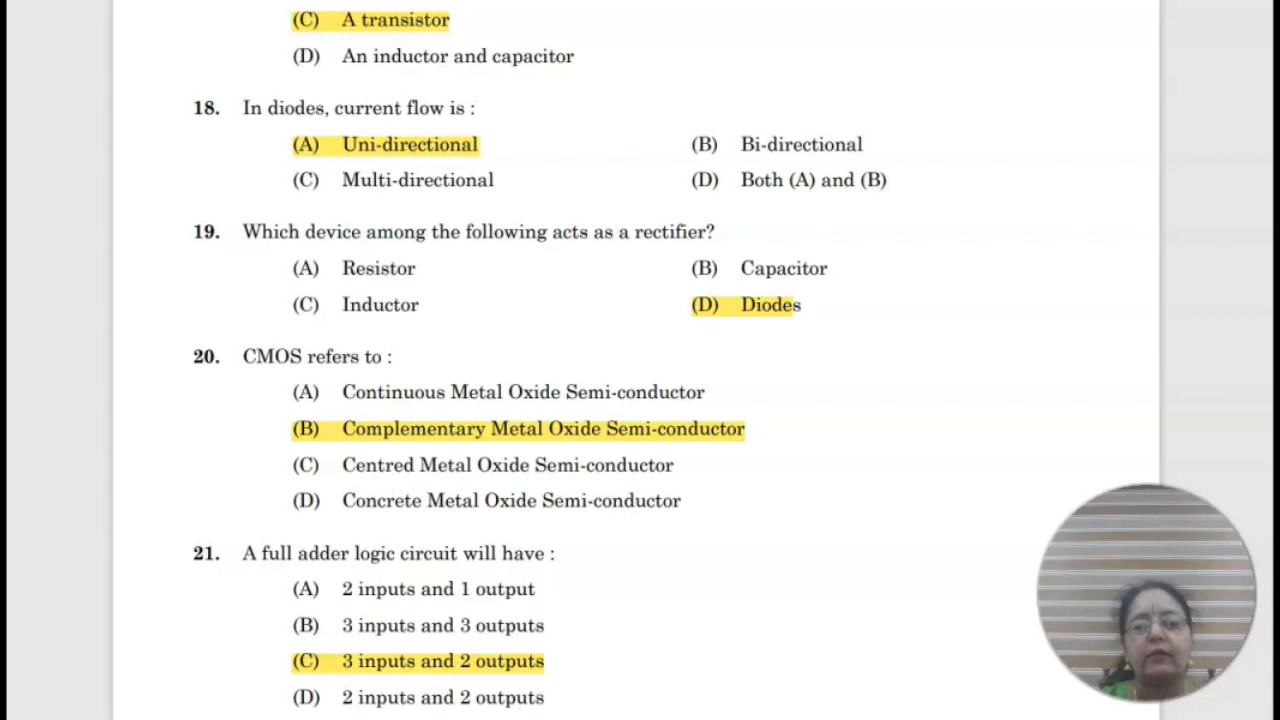 (C) A transistor
(D) An inductor and capacitor
18. In diodes, current flow is :
(A) Uni-directional (B) Bi-directional
(C) Multi-directional (D) Both (A) and (B)
19. Which device among the following acts as a rectifier?
(A) Resistor (B) Capacitor
(C) Inductor (D) Diodes
20. CMOS refers to :
(A) Continuous Metal Oxide Semi-conductor
(B) Complementary Metal Oxide Semi-conductor
(C) Centred Metal Oxide Semi-conductor
(D) Concrete Metal Oxide Semi-conductor
21. A full adder logic circuit will have :
(A) 2 inputs and 1 output
(B) 3 inputs and 3 outputs
(C) 3 inputs and 2 outputs
(D) 2 inputs and 2 outputs